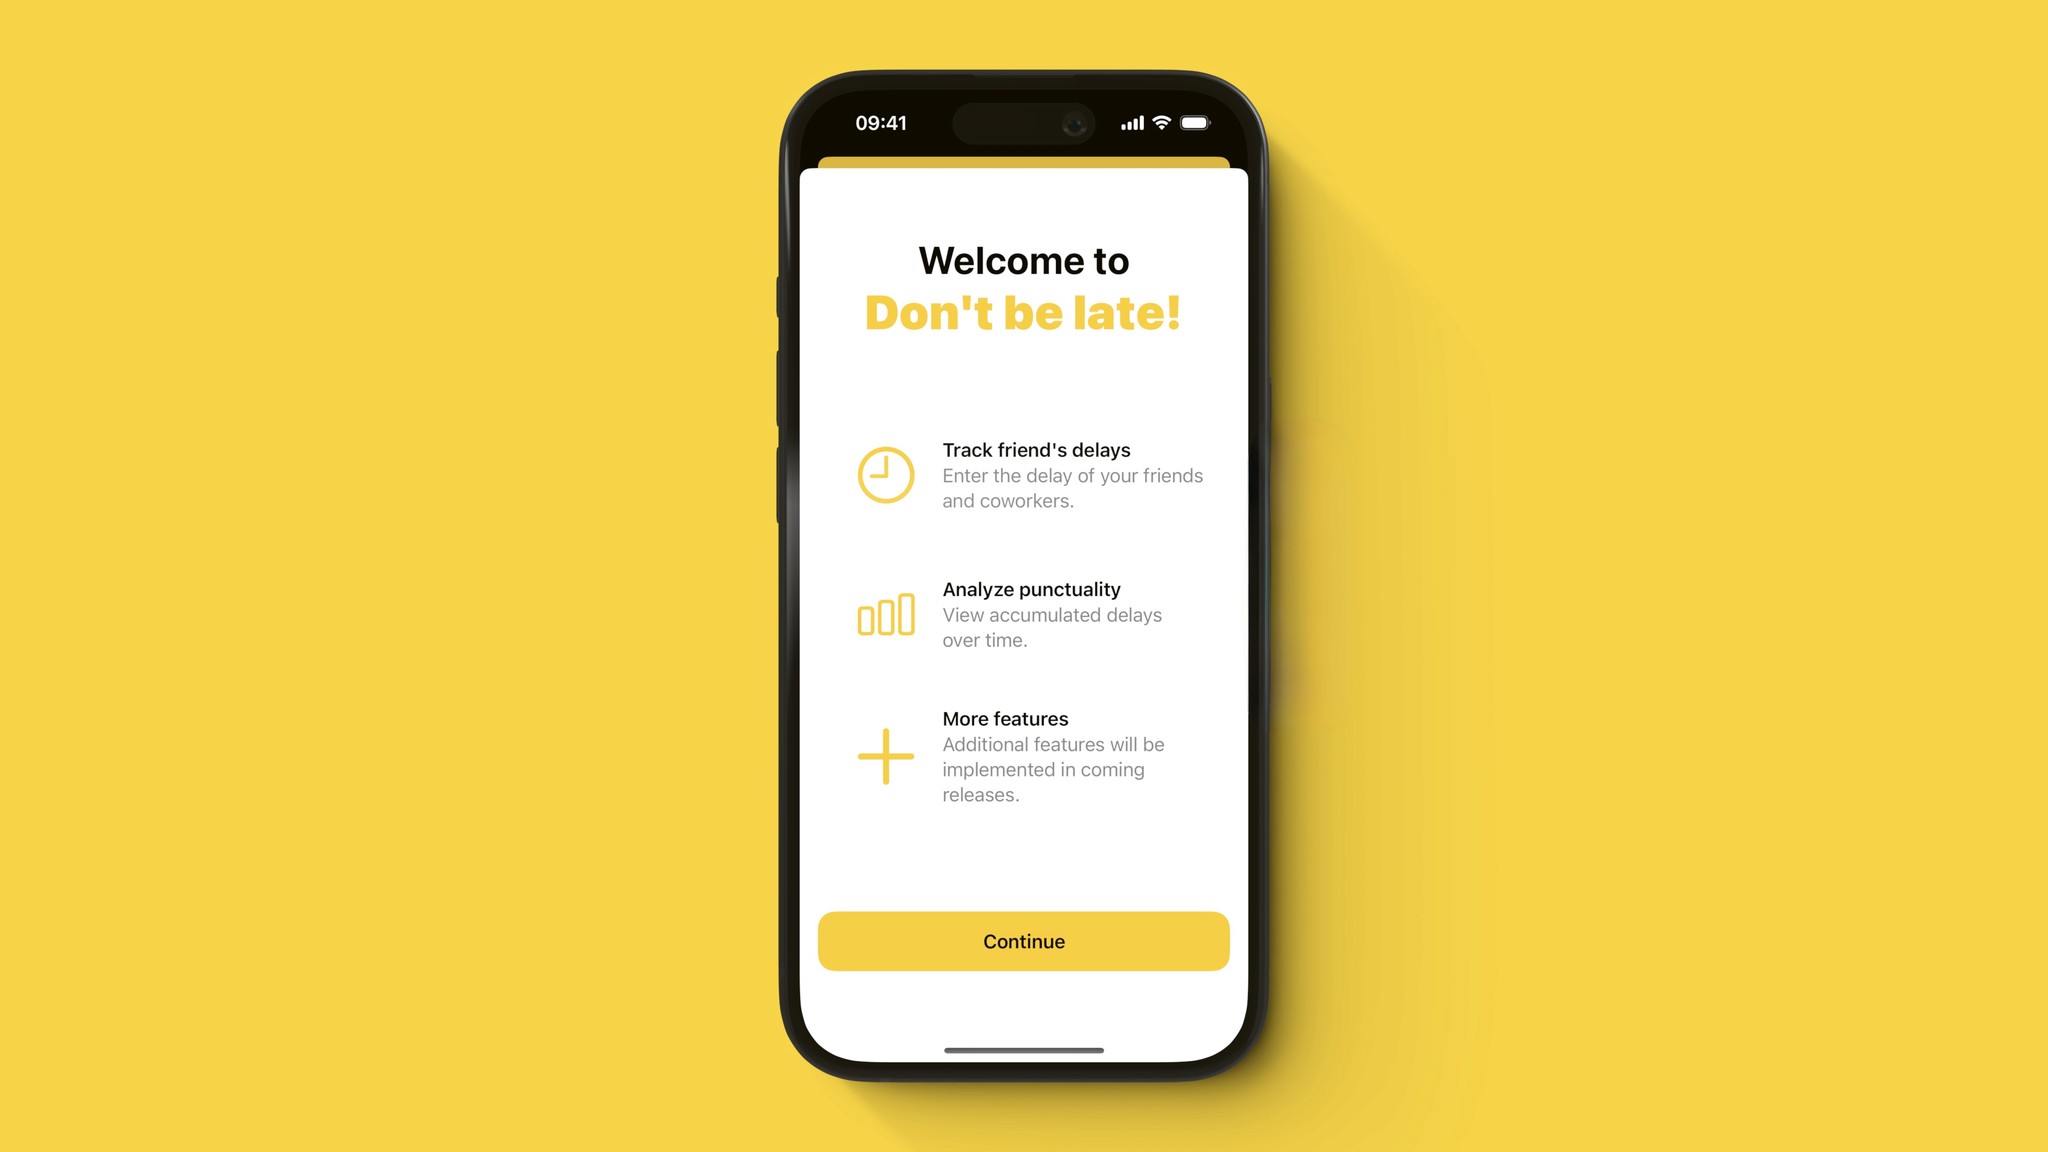 09:41
Welcome to
Don't be late!
Track friend's delays
Enter the delay of your friends
and coworkers.
Analyze punctuality
View accumulated delays
over time.
More features
Additional features will be
implemented in coming
releases.
Continue